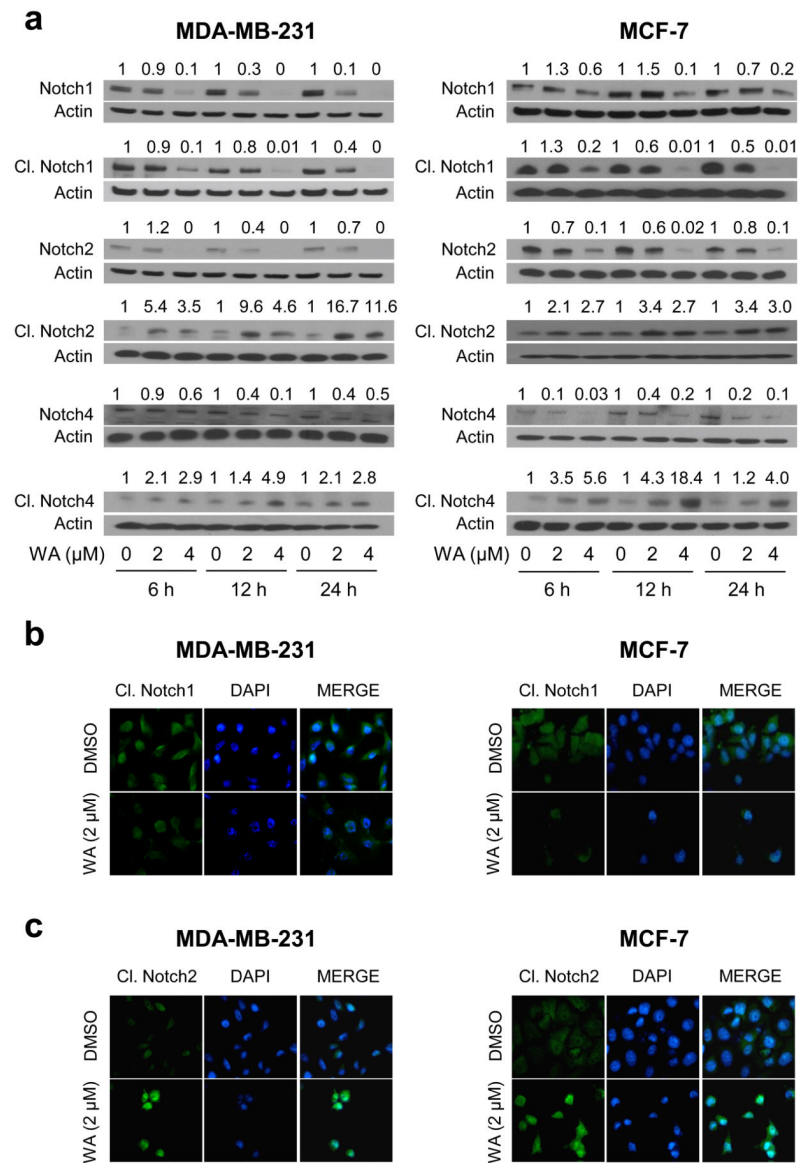 a
MDA-MB-231 MCF-7
1 0.9 0.1 1 0.3 0 1 0.1 0 1 1.3 0.6 1 1.5 0.1 1 0.7 0.2
Notch1 Notch1
Actin Actin
1 0.9 0.1 1 0.8 0.01 1 0.4 0 1 1.3 0.2 1 0.6 0.01 1 0.5 0.01
Cl. Notch1 Cl. Notch1
Actin Actin
1 1.2 0 1 0.4 0 1 0.7 0 1 0.7 0.1 1 0.6 0.02 1 0.8 0.1
Notch2 Notch2
Actin Actin
1 5.4 3.5 1 9.6 4.6 1 16.7 11.6 1 2.1 2.7 1 3.4 2.7 1 3.4 3.0
Cl. Notch2 Cl. Notch2
Actin Actin
1 0.9 0.6 1 0.4 0.1 1 0.4 0.5 1 0.1 0.03 1 0.4 0.2 1 0.2 0.1
Notch4 Notch4
Actin Actin
1 2.1 2.9 1 1.4 4.9 1 2.1 2.8 1 3.5 5.6 1 4.3 18.4 1 1.2 4.0
Cl. Notch4 Cl. Notch4
Actin Actin
WA (µM) 0 2 4 0 2 4 0 2 4 WA (µM) 0 2 4 0 2 4 0 2 4
6 h 12 h 24 h 6 h 12 h 24 h
b
MDA-MB-231 MCF-7
Cl. Notch1 DAPI MERGE Cl. Notch1 DAPI MERGE
DMSO DMSO
WA (2 µM) WA (2 µM)
c
MDA-MB-231 MCF-7
Cl. Notch2 DAPI MERGE Cl. Notch2 DAPI MERGE
DMSO DMSO
WA (2 µM) WA (2 µM)